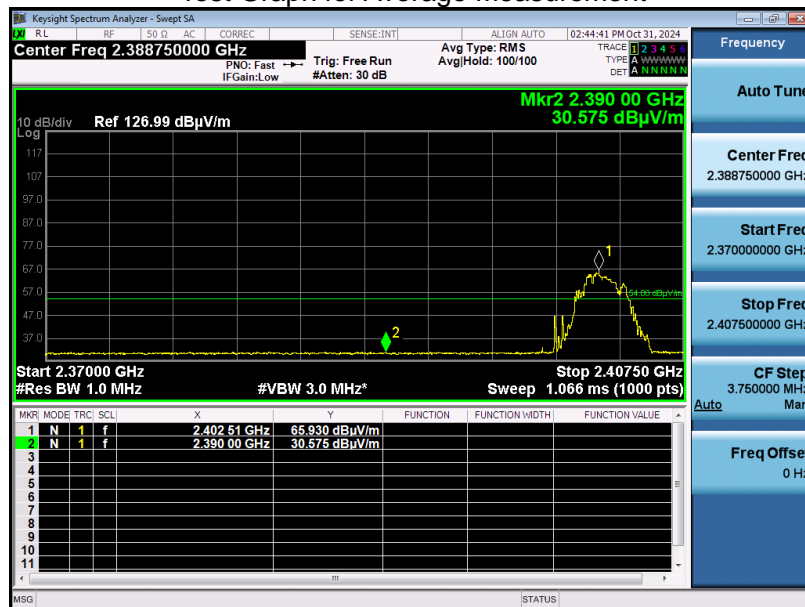 Test Graph for Average Measurement
Keysight Spectrum Analyzer - Swept SA
LXI RL RF 50 Ω AC CORREC SENSE:INT ALIGN AUTO 02:44:41 PM Oct 31, 2024
Center Freq 2.388750000 GHz
PNO: Fast
IFGain:Low
Trig: Free Run
#Atten: 30 dB
Avg Type: RMS
Avg|Hold: 100/100
TRACE 1 2 3 4 5 6
TYPE A WWWWW
DET A N N N N N
Mkr2 2.390 00 GHz
30.575 dBµV/m
10 dB/div Ref 126.99 dBµV/m
Log
117
107
97.0
87.0
77.0
67.0
57.0
47.0
37.0
1
54.00 dBµV/m
2
Start 2.37000 GHz Stop 2.40750 GHz
#Res BW 1.0 MHz #VBW 3.0 MHz* Sweep 1.066 ms (1000 pts)
MKR MODE TRC SCL X Y FUNCTION FUNCTION WIDTH FUNCTION VALUE
1 N 1 f 2.402 51 GHz 65.930 dBµV/m
2 N 1 f 2.390 00 GHz 30.575 dBµV/m
3
4
5
6
7
8
9
10
11
MSG STATUS
Frequency
Auto Tune
Center Freq
2.388750000 GHz
Start Freq
2.370000000 GHz
Stop Freq
2.407500000 GHz
CF Step
3.750000 MHz
Auto Man
Freq Offset
0 Hz